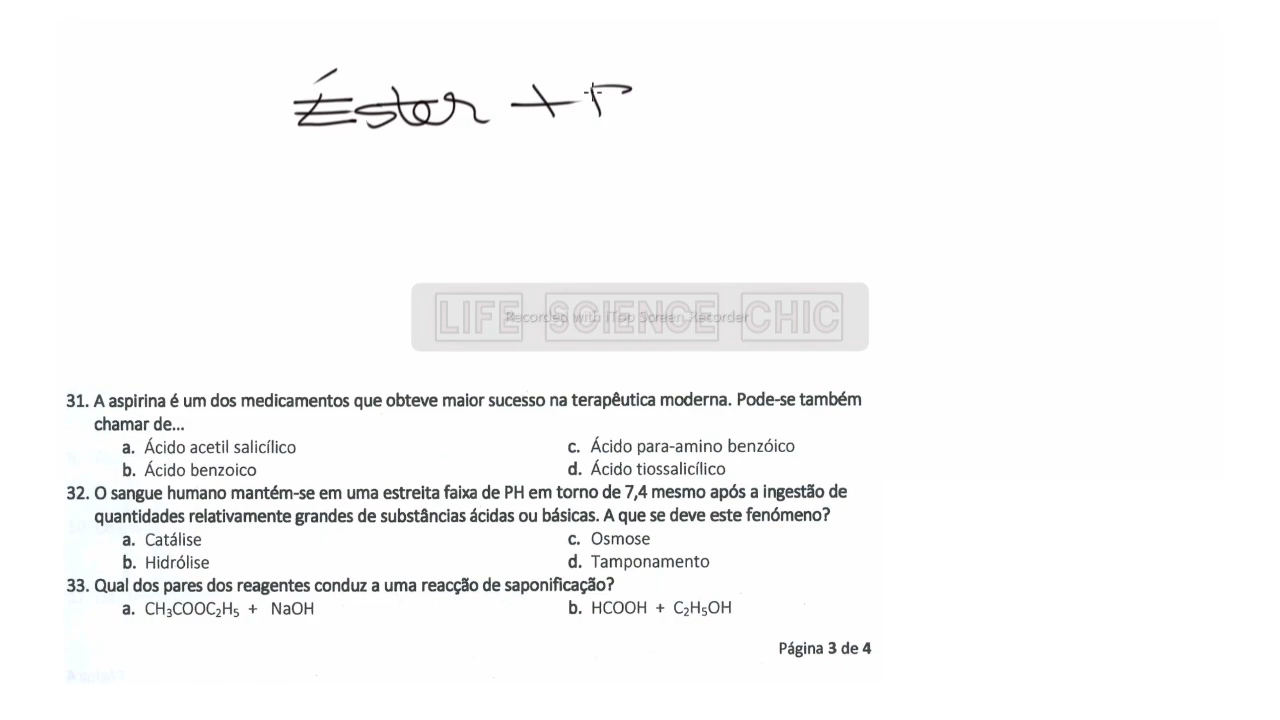 Éster +
LIFE SCIENCE CHIC
Recorded with iTop Screen Recorder
31. A aspirina é um dos medicamentos que obteve maior sucesso na terapêutica moderna. Pode-se também
chamar de...
a. Ácido acetil salicílico
c. Ácido para-amino benzóico
b. Ácido benzoico
d. Ácido tiossalicílico
32. O sangue humano mantém-se em uma estreita faixa de PH em torno de 7,4 mesmo após a ingestão de
quantidades relativamente grandes de substâncias ácidas ou básicas. A que se deve este fenómeno?
a. Catálise
c. Osmose
b. Hidrólise
d. Tamponamento
33. Qual dos pares dos reagentes conduz a uma reacção de saponificação?
a. CH₃COOC₂H₅ + NaOH
b. HCOOH + C₂H₅OH
Página 3 de 4